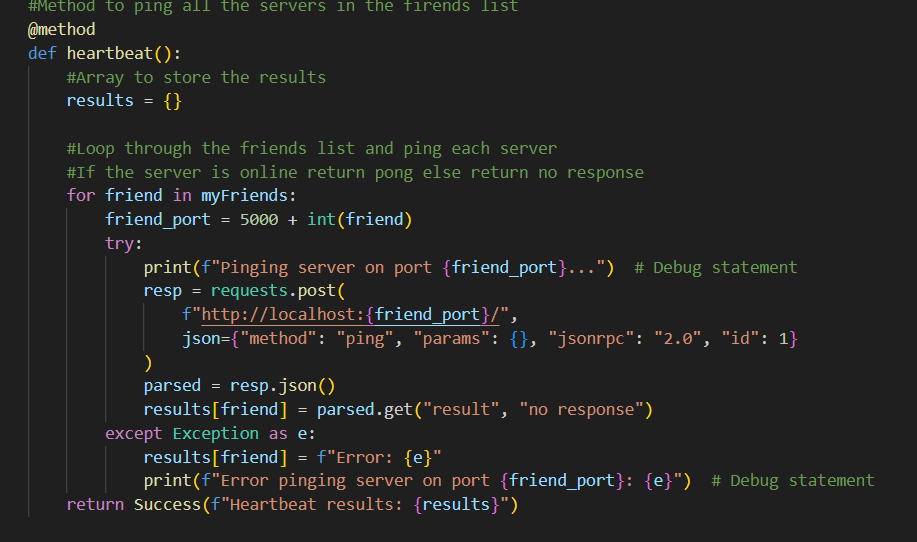 #Method to ping all the servers in the firends list
@method
def heartbeat():
    #Array to store the results
    results = {}

    #Loop through the friends list and ping each server
    #If the server is online return pong else return no response
    for friend in myFriends:
        friend_port = 5000 + int(friend)
        try:
            print(f"Pinging server on port {friend_port}...")  # Debug statement
            resp = requests.post(
                f"http://localhost:{friend_port}/",
                json={"method": "ping", "params": {}, "jsonrpc": "2.0", "id": 1}
            )
            parsed = resp.json()
            results[friend] = parsed.get("result", "no response")
        except Exception as e:
            results[friend] = f"Error: {e}"
            print(f"Error pinging server on port {friend_port}: {e}")  # Debug statement
    return Success(f"Heartbeat results: {results}")